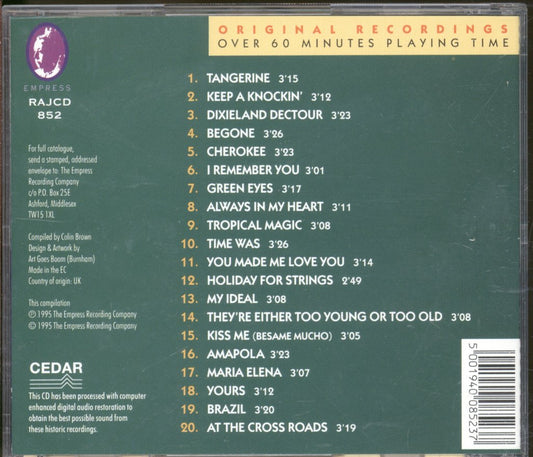 ORIGINAL RECORDINGS
OVER 60 MINUTES PLAYING TIME
EMPRESS
RAJCD
852
For full catalogue,
send a stamped, addressed
envelope to: The Empress
Recording Company
c/o P.O. Box 25E
Ashford, Middlesex
TW15 1XL
Compiled by Colin Brown
Design & Artwork by
Art Goes Boom (Burnham)
Made in the EC
Country of origin: UK
This compilation
℗ 1995 The Empress Recording Company
© 1995 The Empress Recording Company
CEDAR
This CD has been processed with computer
enhanced digital audio restoration to
obtain the best possible sound from
these historic recordings.
1. TANGERINE 3'15
2. KEEP A KNOCKIN' 3'12
3. DIXIELAND DECTOUR 3'23
4. BEGONE 3'26
5. CHEROKEE 3'23
6. I REMEMBER YOU 3'01
7. GREEN EYES 3'17
8. ALWAYS IN MY HEART 3'11
9. TROPICAL MAGIC 3'08
10. TIME WAS 3'26
11. YOU MADE ME LOVE YOU 3'14
12. HOLIDAY FOR STRINGS 2'49
13. MY IDEAL 3'08
14. THEY'RE EITHER TOO YOUNG OR TOO OLD 3'08
15. KISS ME (BESAME MUCHO) 3'05
16. AMAPOLA 3'23
17. MARIA ELENA 3'07
18. YOURS 3'12
19. BRAZIL 3'20
20. AT THE CROSS ROADS 3'19
5 001940 085237